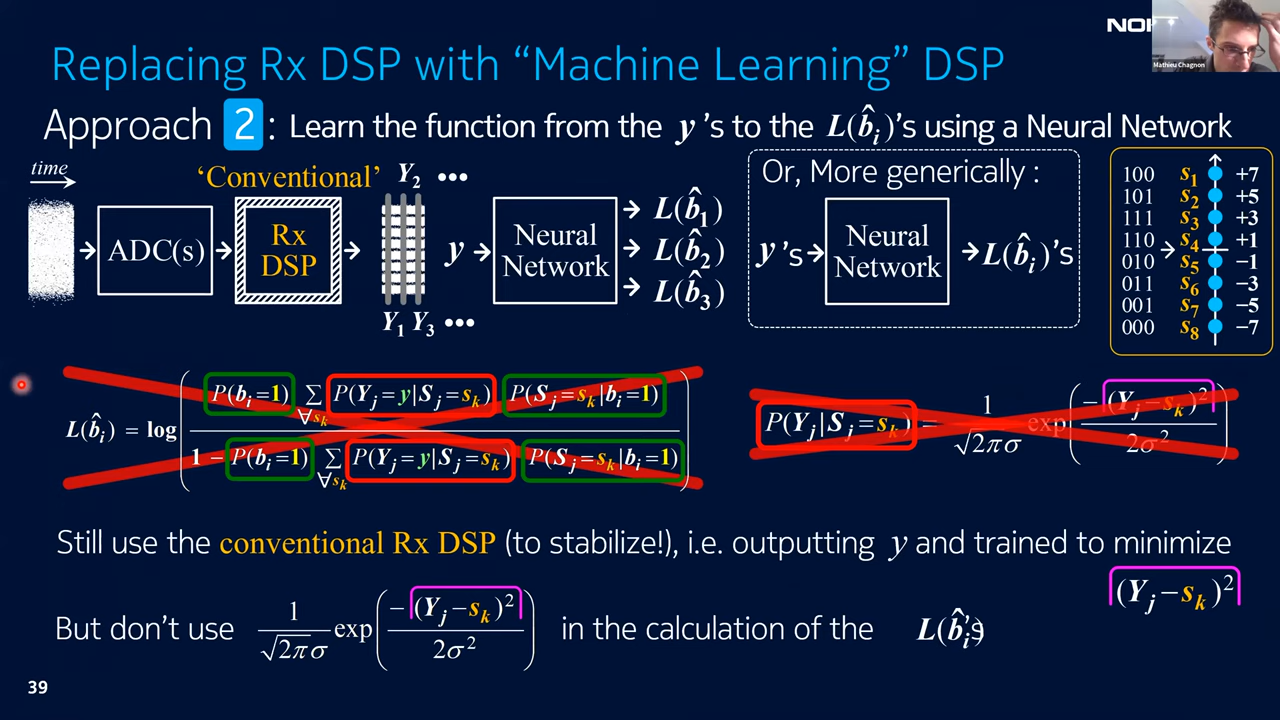 NOKIA
Mathieu Chagnon
Replacing Rx DSP with “Machine Learning” DSP
Approach 2 : Learn the function from the y 's to the L(b̂i)'s using a Neural Network
time
‘Conventional’
Y2 •••
ADC(s)
Rx
DSP
y
Neural
Network
L(b̂1)
L(b̂2)
L(b̂3)
Y1 Y3 •••
Or, More generically :
y's
Neural
Network
L(b̂i)'s
100 s1 +7
101 s2 +5
111 s3 +3
110 s4 +1
010 s5 −1
011 s6 −3
001 s7 −5
000 s8 −7
L(b̂i) = log( P(bi=1) ∑∀sk P(Yj=y|Sj=sk) P(Sj=sk|bi=1)
1 − P(bi=1) ∑∀sk P(Yj=y|Sj=sk) P(Sj=sk|bi=1) )
P(Yj|Sj=sk) = 1/√2πσ exp( −(Yj−sk)² / 2σ² )
Still use the conventional Rx DSP (to stabilize!), i.e. outputting y and trained to minimize
(Yj−sk)²
But don't use 1/√2πσ exp( −(Yj−sk)² / 2σ² ) in the calculation of the L(b̂i)'s
39